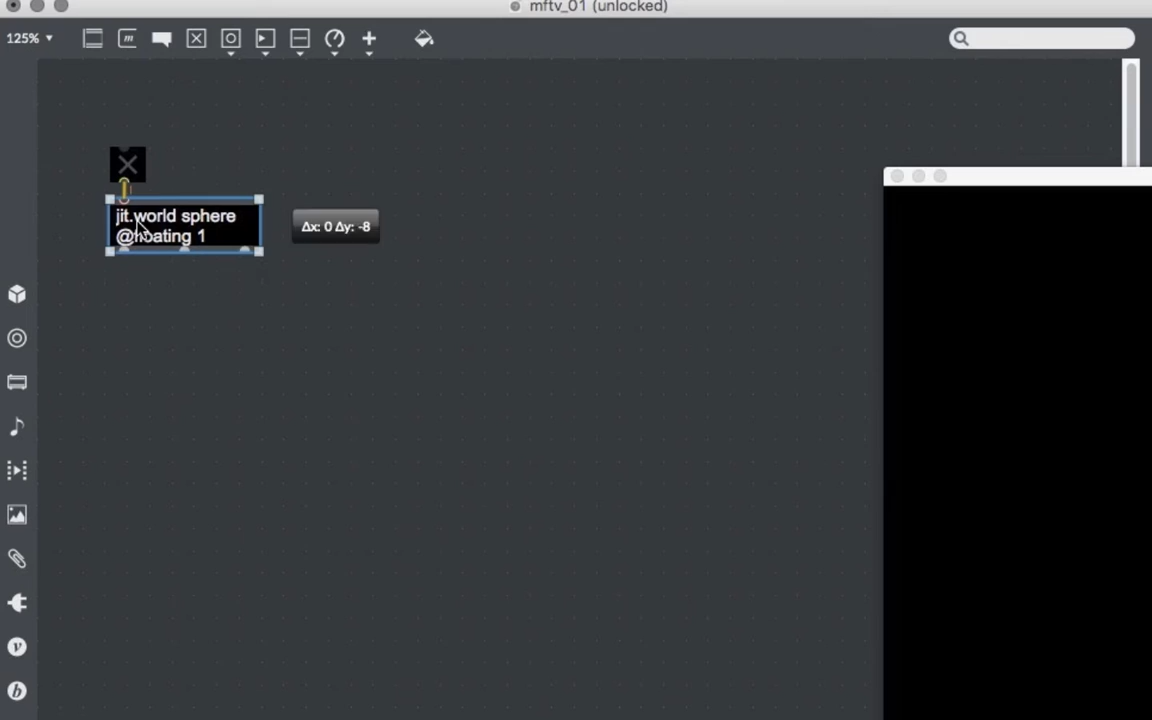 mftv_01 (unlocked)
125%
jit.world sphere
@floating 1
Δx: 0 Δy: -8